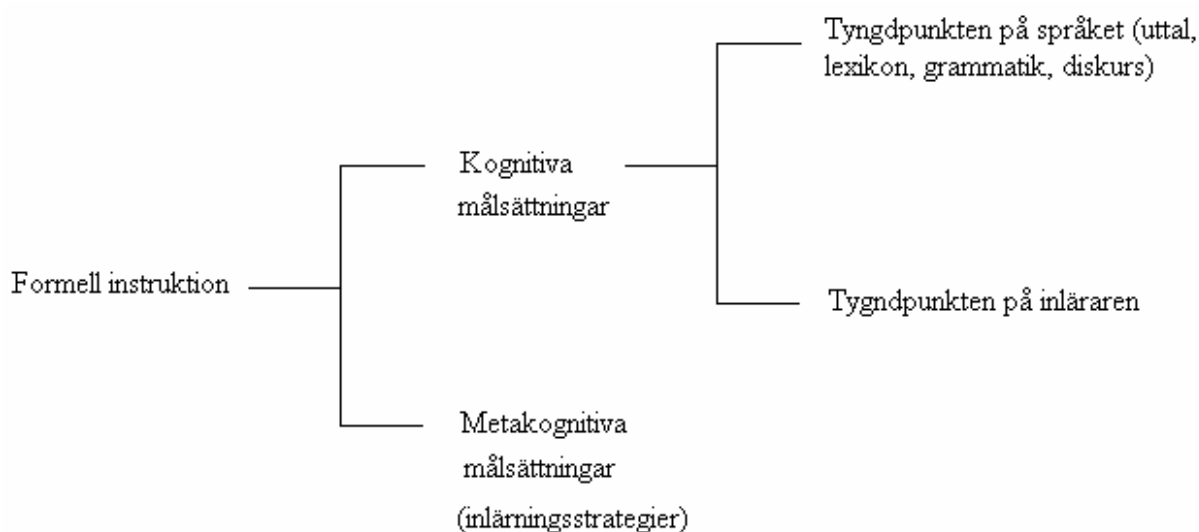 Tyngdpunkten på språket (uttal,
lexikon, grammatik, diskurs)
Kognitiva
målsättningar
Formell instruktion
Tygndpunkten på inläraren
Metakognitiva
målsättningar
(inlärningsstrategier)